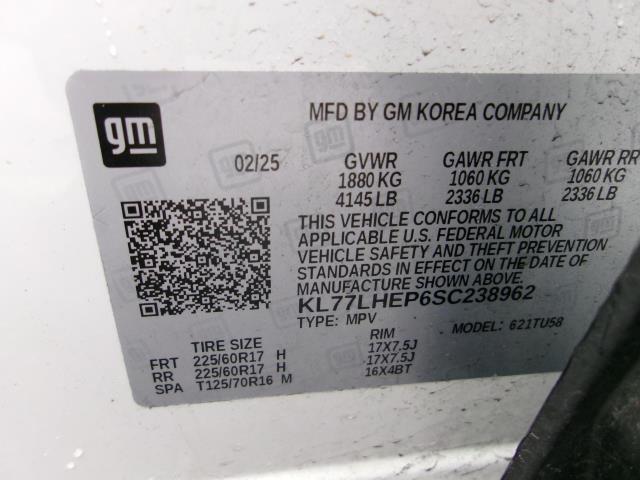 gm
MFD BY GM KOREA COMPANY
02/25 GVWR GAWR FRT GAWR RR
1880 KG 1060 KG 1060 KG
4145 LB 2336 LB 2336 LB
THIS VEHICLE CONFORMS TO ALL
APPLICABLE U.S. FEDERAL MOTOR
VEHICLE SAFETY AND THEFT PREVENTION
STANDARDS IN EFFECT ON THE DATE OF
MANUFACTURE SHOWN ABOVE.
KL77LHEP6SC238962
TYPE: MPV MODEL: 621TU58
TIRE SIZE RIM
FRT 225/60R17 H 17X7.5J
RR 225/60R17 H 17X7.5J
SPA T125/70R16 M 16X4BT